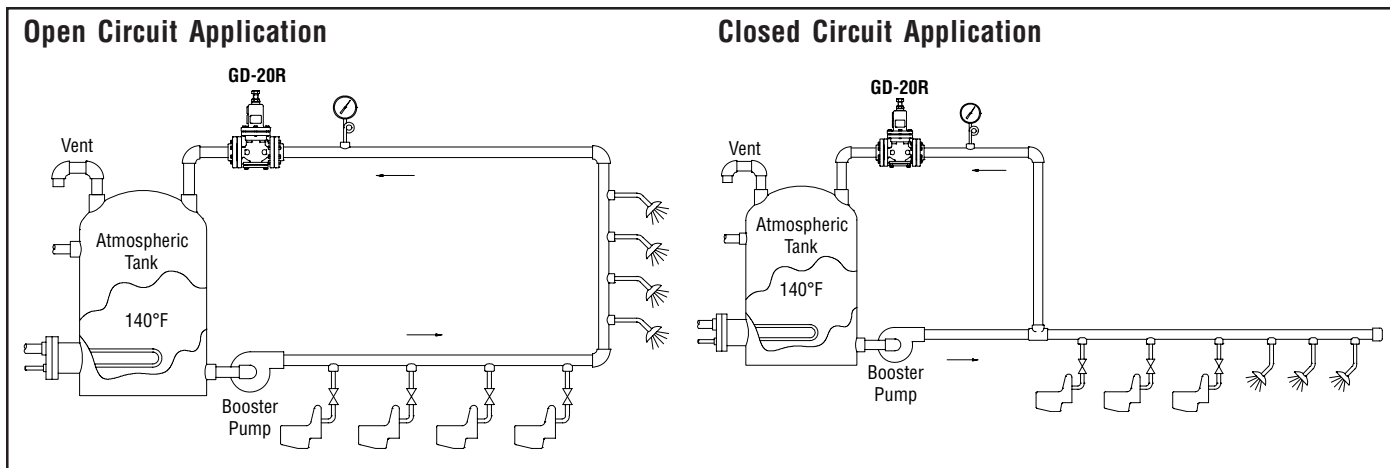 Open Circuit Application
GD-20R
Vent
Atmospheric
Tank
140°F
Booster
Pump
Closed Circuit Application
GD-20R
Vent
Atmospheric
Tank
140°F
Booster
Pump